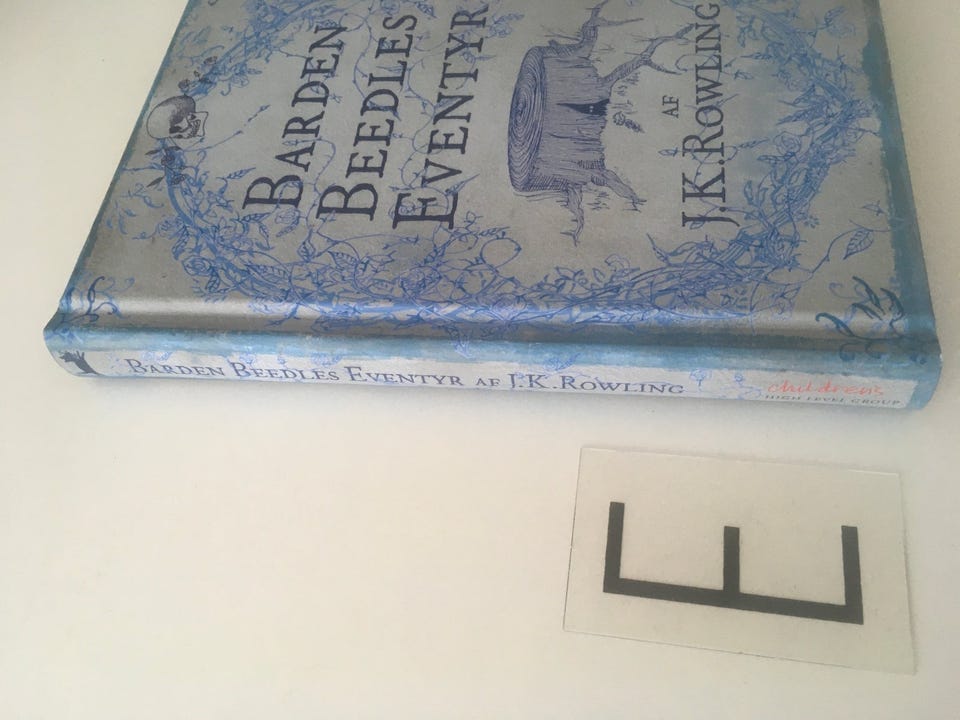 BARDEN
BEEDLES
EVENTYR
AF
J.K.ROWLING
BARDEN BEEDLES EVENTYR AF J.K.ROWLING
children's
HIGH LEVEL GROUP
E